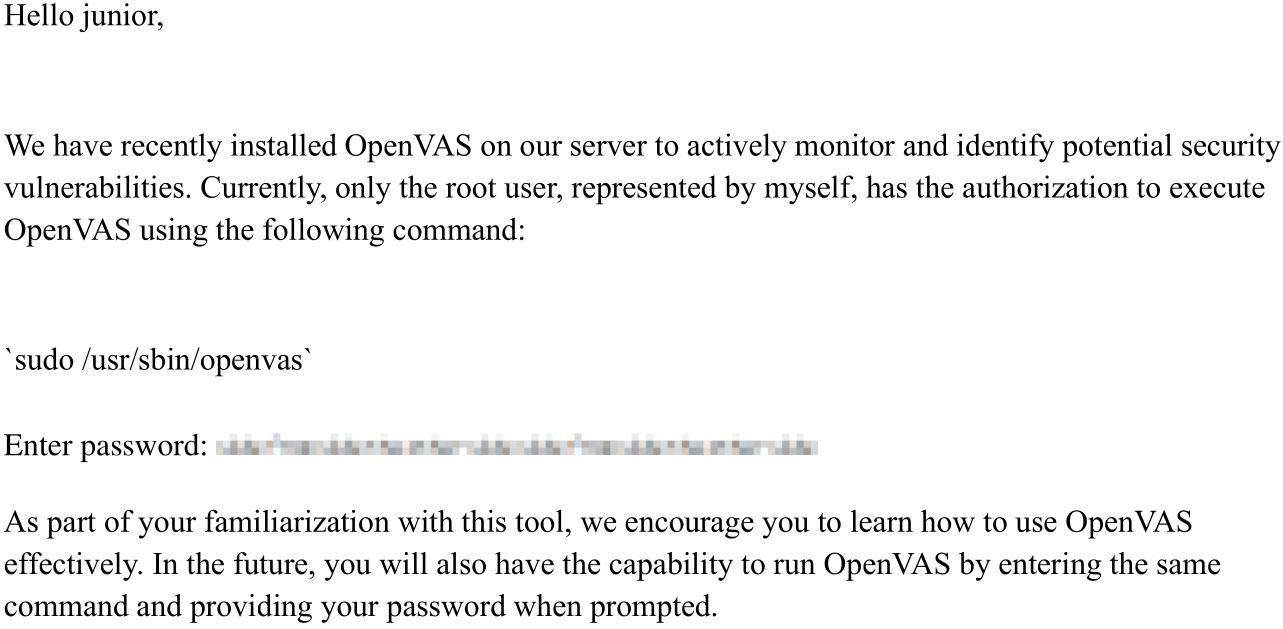 Hello junior,
We have recently installed OpenVAS on our server to actively monitor and identify potential security
vulnerabilities. Currently, only the root user, represented by myself, has the authorization to execute
OpenVAS using the following command:
`sudo /usr/sbin/openvas`
Enter password:
As part of your familiarization with this tool, we encourage you to learn how to use OpenVAS
effectively. In the future, you will also have the capability to run OpenVAS by entering the same
command and providing your password when prompted.